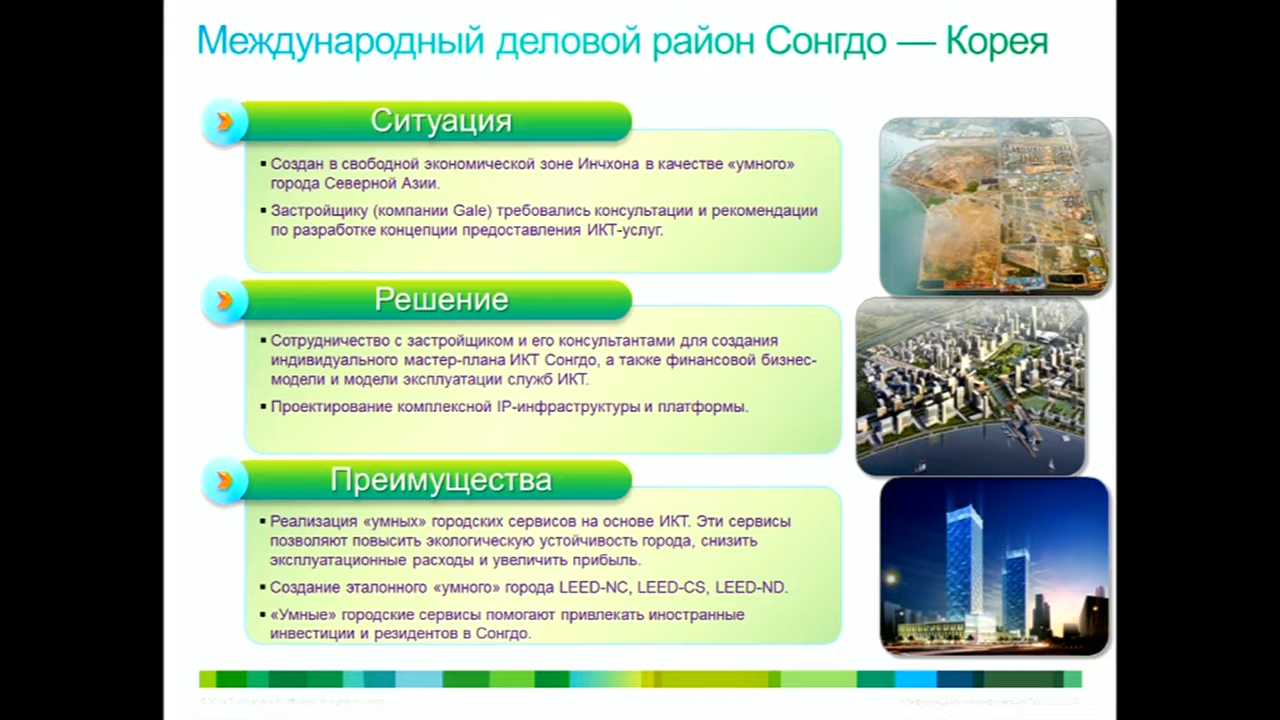 Международный деловой район Сонгдо — Корея
Ситуация
▪ Создан в свободной экономической зоне Инчхона в качестве «умного»
города Северной Азии.
▪ Застройщику (компании Gale) требовались консультации и рекомендации
по разработке концепции предоставления ИКТ-услуг.
Решение
▪ Сотрудничество с застройщиком и его консультантами для создания
индивидуального мастер-плана ИКТ Сонгдо, а также финансовой бизнес-
модели и модели эксплуатации служб ИКТ.
▪ Проектирование комплексной IP-инфраструктуры и платформы.
Преимущества
▪ Реализация «умных» городских сервисов на основе ИКТ. Эти сервисы
позволяют повысить экологическую устойчивость города, снизить
эксплуатационные расходы и увеличить прибыль.
▪ Создание эталонного «умного» города LEED-NC, LEED-CS, LEED-ND.
▪ «Умные» городские сервисы помогают привлекать иностранные
инвестиции и резидентов в Сонгдо.